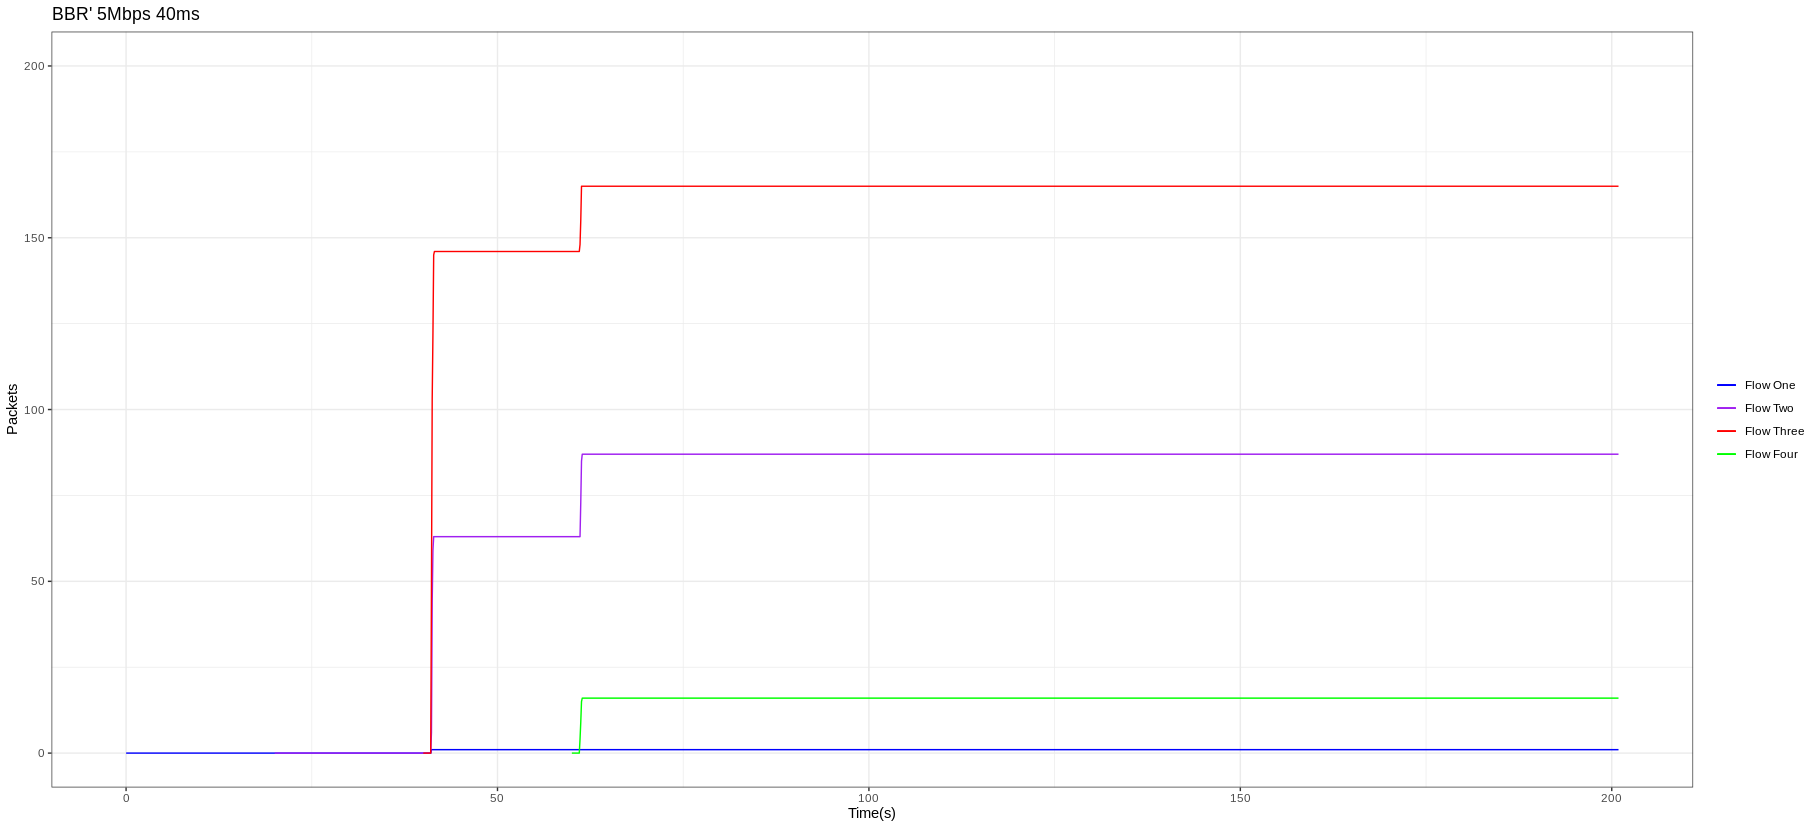 BBR' 5Mbps 40ms
200
150
100
50
0
Packets
0 50 100 150 200
Time(s)
Flow One
Flow Two
Flow Three
Flow Four